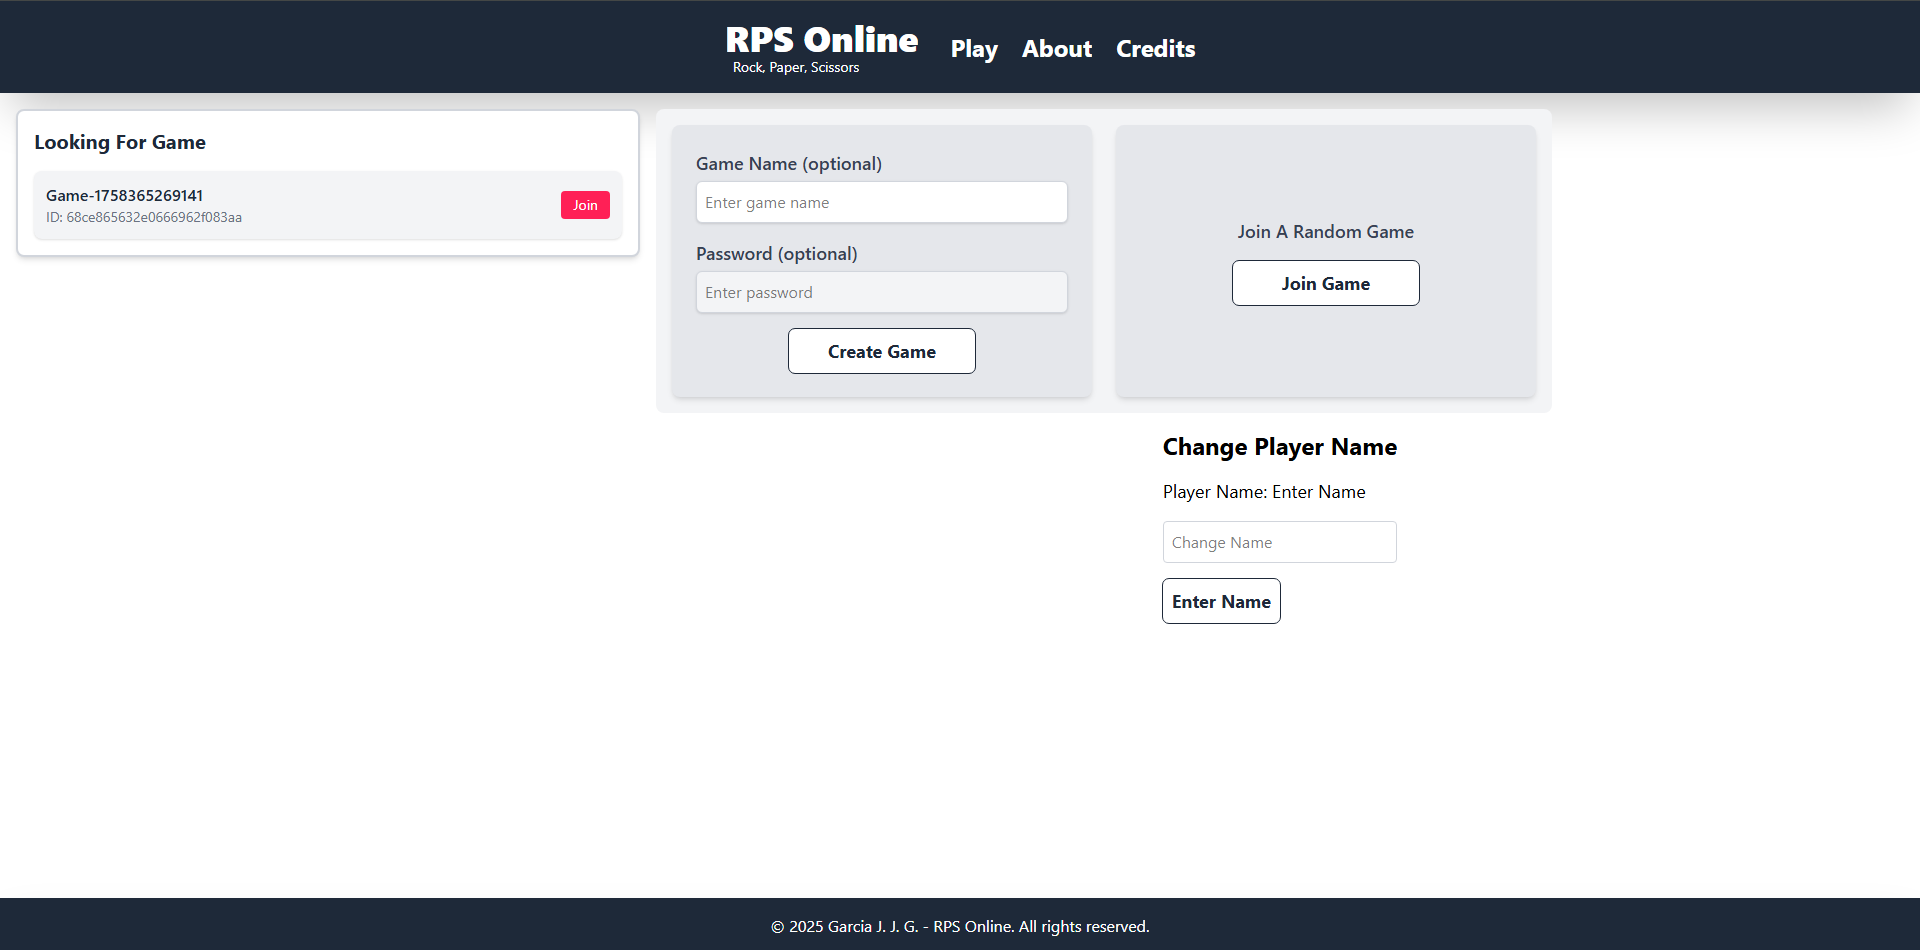 RPS Online
Rock, Paper, Scissors
Play
About
Credits
Looking For Game
Game-1758365269141
ID: 68ce865632e0666962f083aa
Join
Game Name (optional)
Enter game name
Password (optional)
Enter password
Create Game
Join A Random Game
Join Game
Change Player Name
Player Name: Enter Name
Change Name
Enter Name
© 2025 Garcia J. J. G. - RPS Online. All rights reserved.